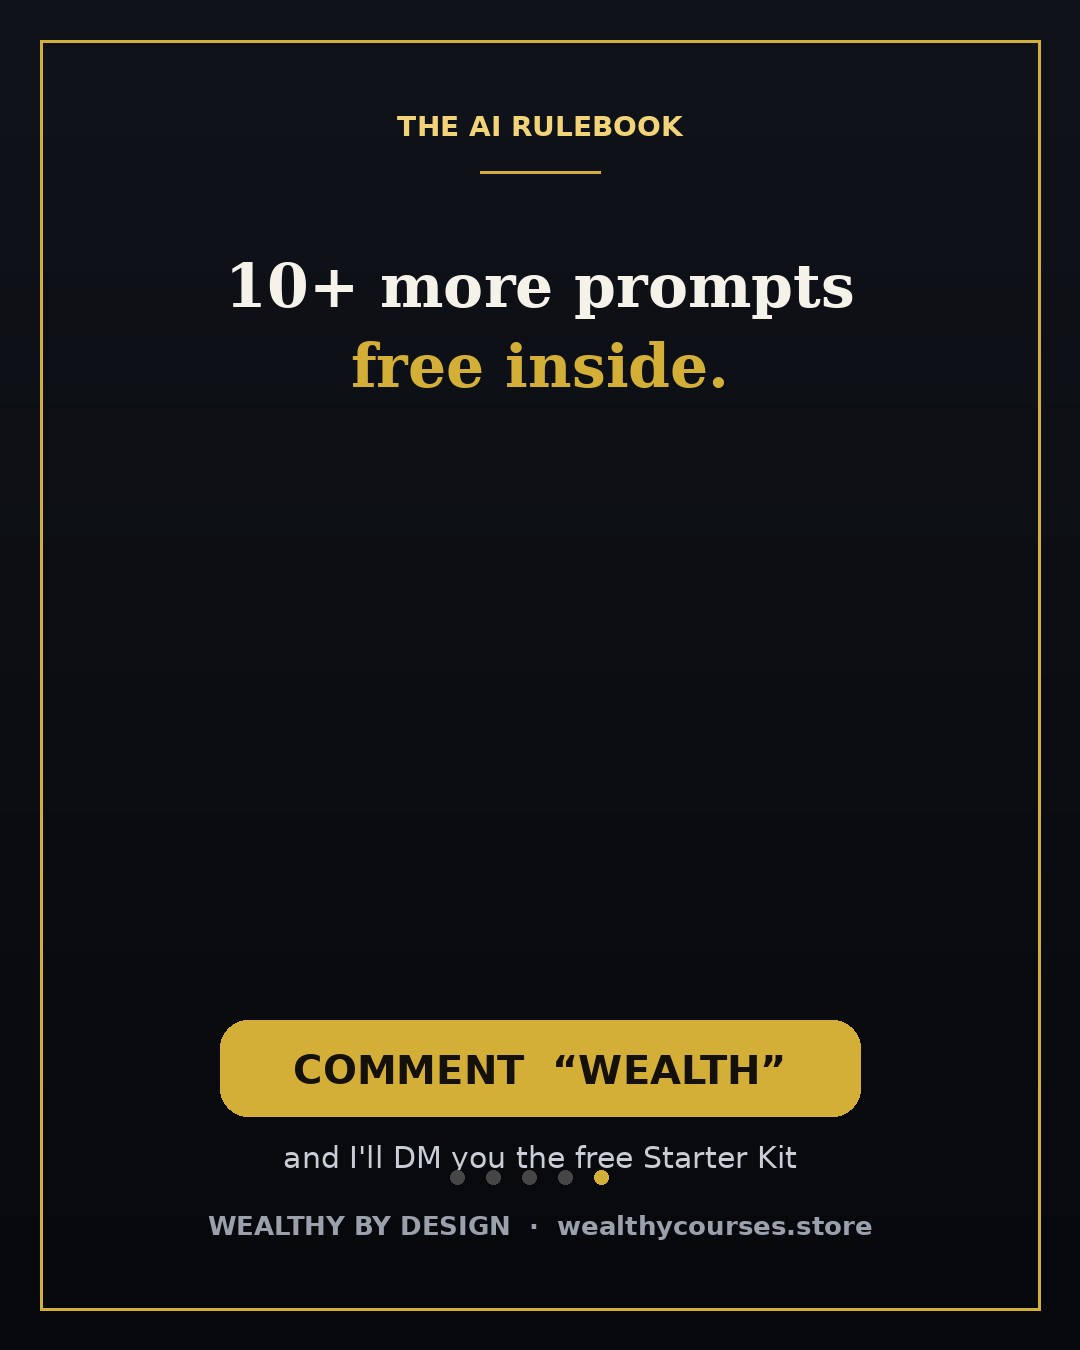 THE AI RULEBOOK
10+ more prompts
free inside.
COMMENT “WEALTH”
and I'll DM you the free Starter Kit
WEALTHY BY DESIGN · wealthycourses.store